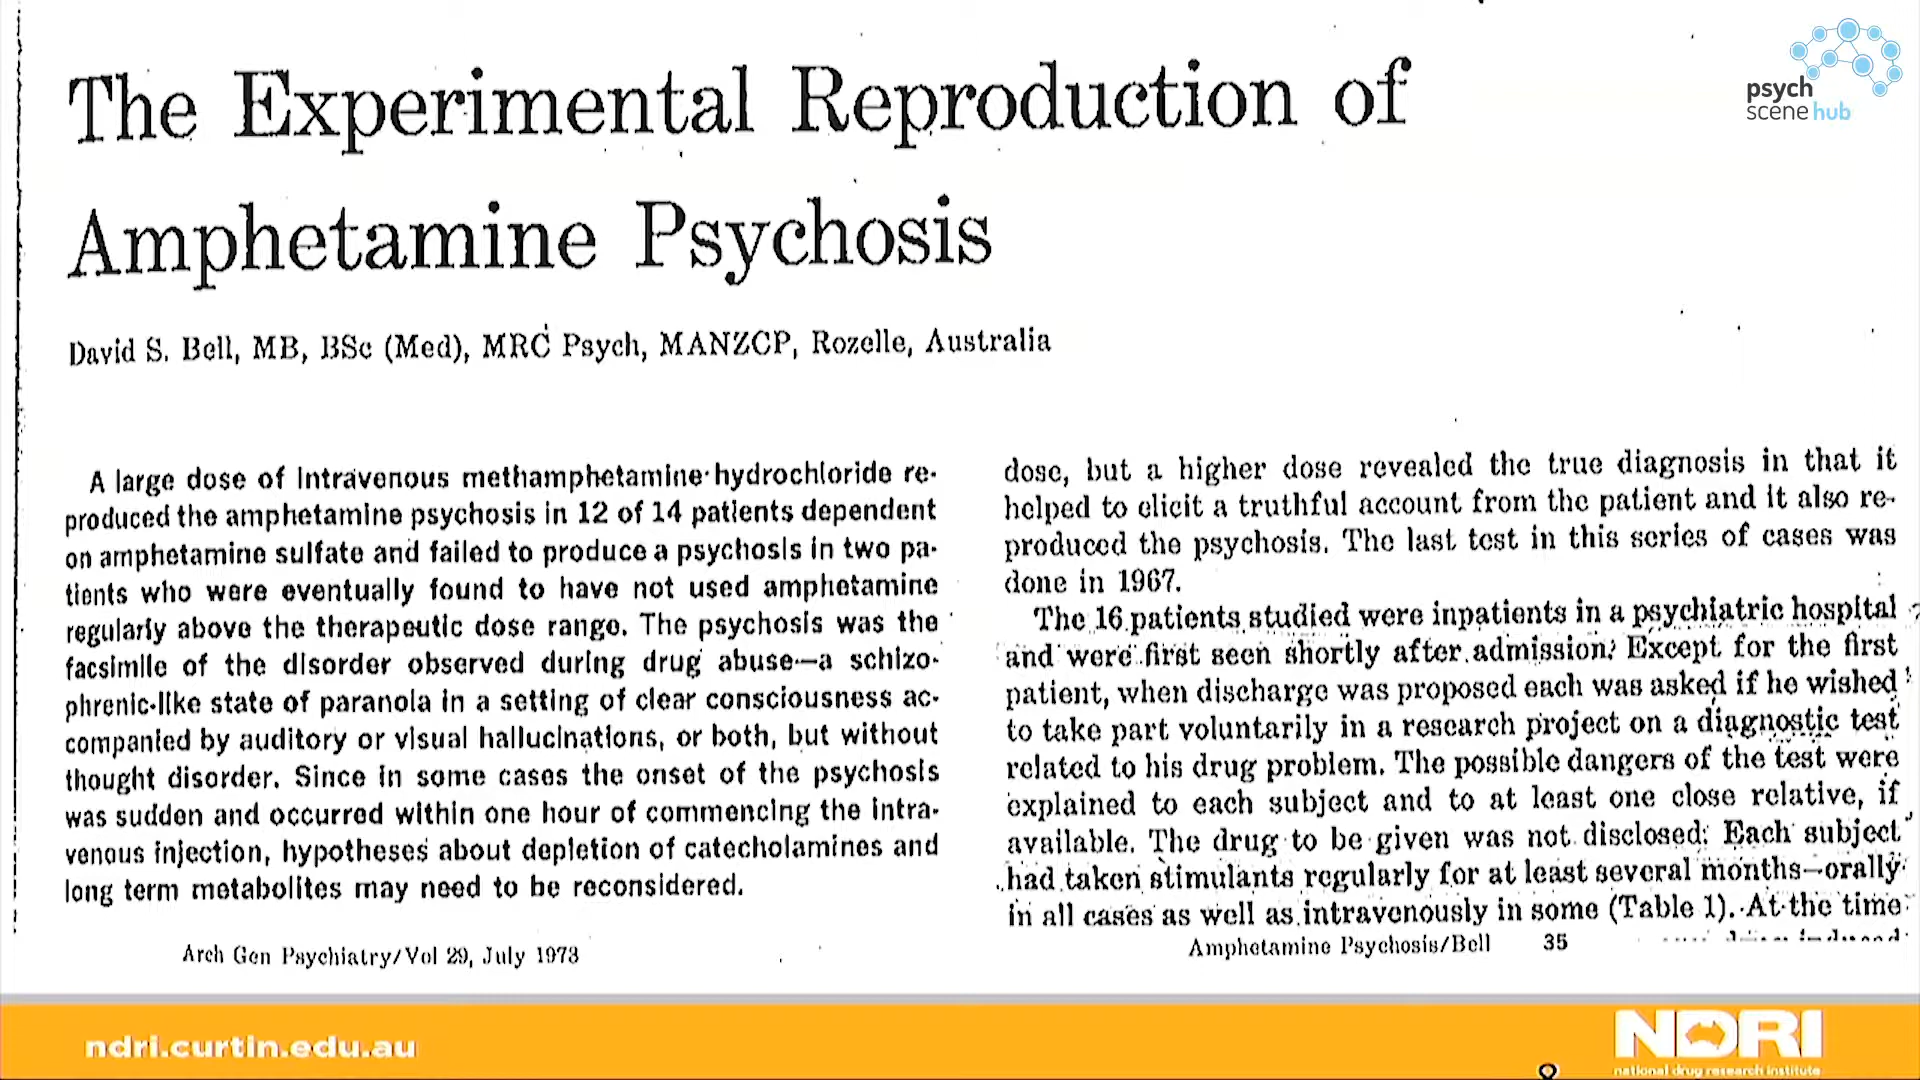 psych
scene hub
The Experimental Reproduction of
Amphetamine Psychosis
David S. Bell, MB, BSc (Med), MRC Psych, MANZCP, Rozelle, Australia
A large dose of intravenous methamphetamine hydrochloride re-
produced the amphetamine psychosis in 12 of 14 patients dependent
on amphetamine sulfate and failed to produce a psychosis in two pa-
tients who were eventually found to have not used amphetamine
regularly above the therapeutic dose range. The psychosis was the
facsimile of the disorder observed during drug abuse—a schizo-
phrenic-like state of paranoia in a setting of clear consciousness ac-
companied by auditory or visual hallucinations, or both, but without
thought disorder. Since in some cases the onset of the psychosis
was sudden and occurred within one hour of commencing the intra-
venous injection, hypotheses about depletion of catecholamines and
long term metabolites may need to be reconsidered.
Arch Gen Psychiatry/Vol 29, July 1973
dose, but a higher dose revealed the true diagnosis in that it
helped to elicit a truthful account from the patient and it also re-
produced the psychosis. The last test in this series of cases was
done in 1967.
The 16 patients studied were inpatients in a psychiatric hospital
and were first seen shortly after admission. Except for the first
patient, when discharge was proposed each was asked if he wished
to take part voluntarily in a research project on a diagnostic test
related to his drug problem. The possible dangers of the test were
explained to each subject and to at least one close relative, if
available. The drug to be given was not disclosed. Each subject
had taken stimulants regularly for at least several months—orally
in all cases as well as intravenously in some (Table 1). At the time
Amphetamine Psychosis/Bell 35
ndri.curtin.edu.au
NDRI
national drug research institute